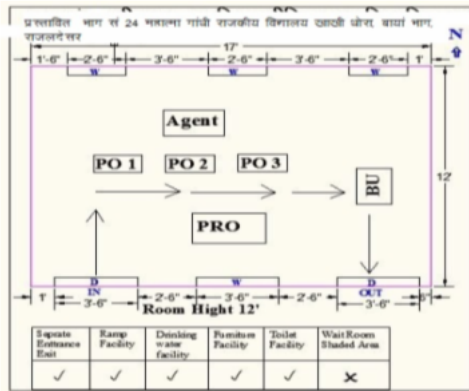 प्रस्तावित भाग सं 24 महात्मा गांधी राजकीय विद्यालय खाखी धोरा, बायां भाग,
राजलदेसर
N
17'
1'-6" 2'-6" 3'-6" 2'-6" 3'-6" 2'-6" 1'
W W W
Agent
PO 1 PO 2 PO 3
BU
12'
PRO
D W D
IN OUT
1' 3'-6" 2'-6" 3'-6" 2'-6" 3'-6" 6"
Room Hight 12'
Saprate Entrance Exit
Ramp Facility
Drinking water facility
Furniture Facility
Toilet Facility
Wait Room Shaded Area
✓ ✓ ✓ ✓ ✓ ✗